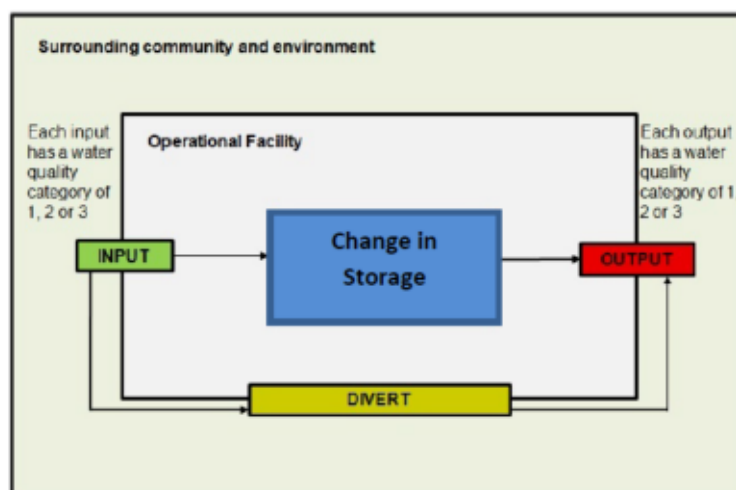 Surrounding community and environment
Each input
has a water
quality
category of
1, 2 or 3
Operational Facility
Each output
has a water
quality
category of 1,
2 or 3
INPUT
Change in
Storage
OUTPUT
DIVERT